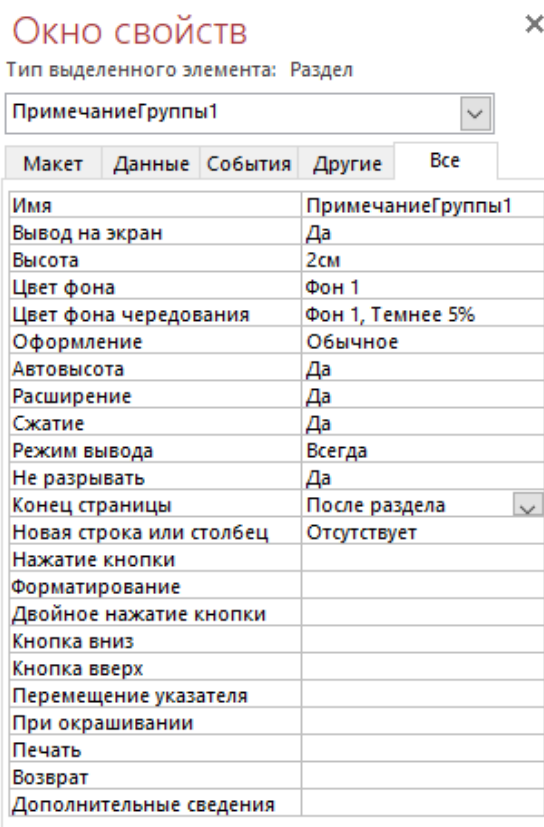 Окно свойств
Тип выделенного элемента: Раздел
ПримечаниеГруппы1
Макет Данные События Другие Все
Имя ПримечаниеГруппы1
Вывод на экран Да
Высота 2см
Цвет фона Фон 1
Цвет фона чередования Фон 1, Темнее 5%
Оформление Обычное
Автовысота Да
Расширение Да
Сжатие Да
Режим вывода Всегда
Не разрывать Да
Конец страницы После раздела
Новая строка или столбец Отсутствует
Нажатие кнопки
Форматирование
Двойное нажатие кнопки
Кнопка вниз
Кнопка вверх
Перемещение указателя
При окрашивании
Печать
Возврат
Дополнительные сведения